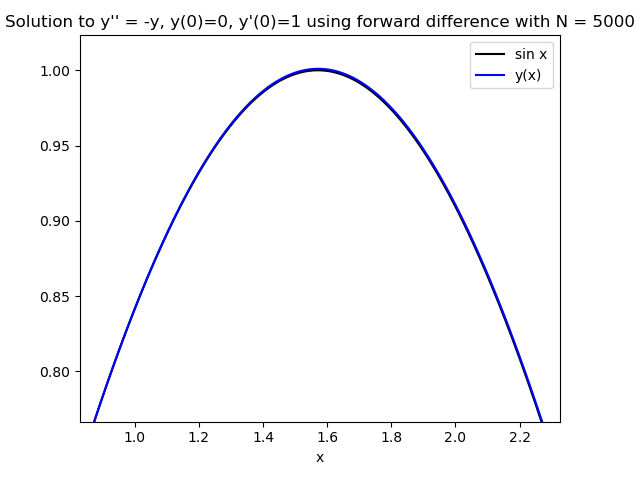 Solution to y'' = -y, y(0)=0, y'(0)=1 using forward difference with N = 5000
sin x
y(x)
1.00
0.95
0.90
0.85
0.80
1.0 1.2 1.4 1.6 1.8 2.0 2.2
x